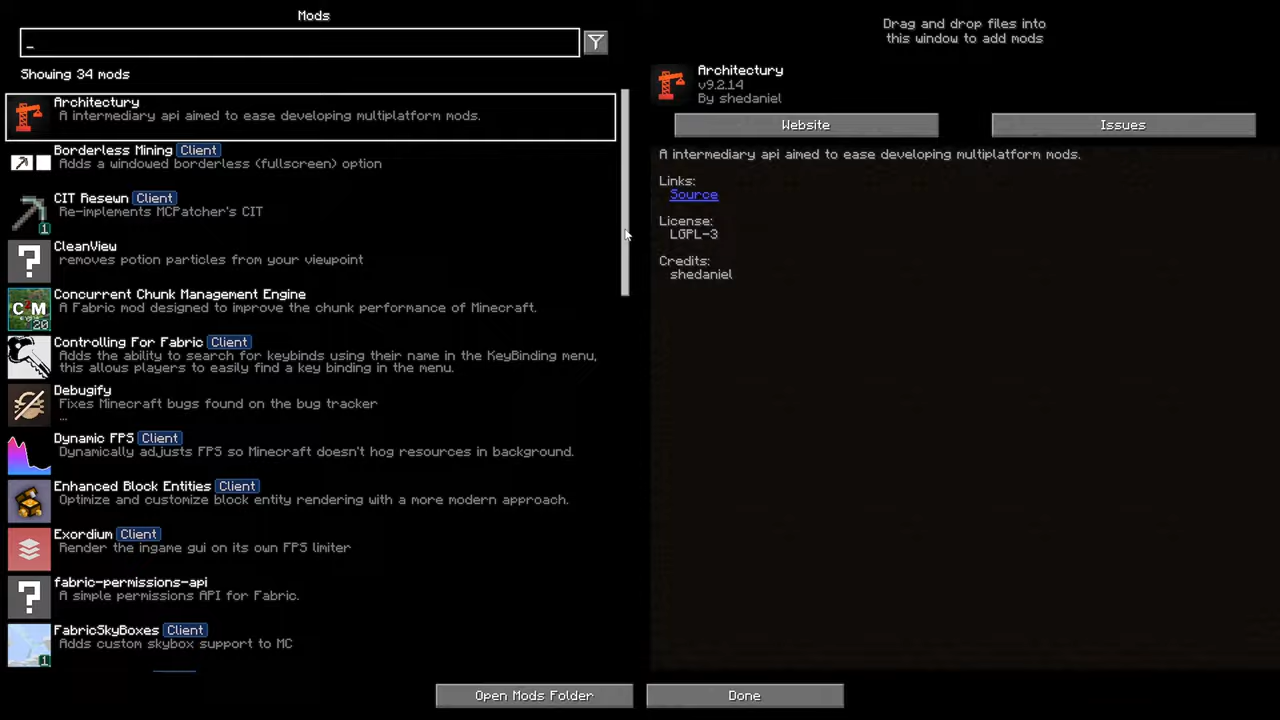 Mods
_
Showing 34 mods
Architectury
A intermediary api aimed to ease developing multiplatform mods.
Borderless Mining Client
Adds a windowed borderless (fullscreen) option
CIT Resewn Client
Re-implements MCPatcher's CIT
1
CleanView
removes potion particles from your viewpoint
Concurrent Chunk Management Engine
A Fabric mod designed to improve the chunk performance of Minecraft.
20
Controlling For Fabric Client
Adds the ability to search for keybinds using their name in the KeyBinding menu,
this allows players to easily find a key binding in the menu.
Debugify
Fixes Minecraft bugs found on the bug tracker
...
Dynamic FPS Client
Dynamically adjusts FPS so Minecraft doesn't hog resources in background.
Enhanced Block Entities Client
Optimize and customize block entity rendering with a more modern approach.
Exordium Client
Render the ingame gui on its own FPS limiter
fabric-permissions-api
A simple permissions API for Fabric.
FabricSkyBoxes Client
Adds custom skybox support to MC
1
Drag and drop files into
this window to add mods
Architectury
v9.2.14
By shedaniel
Website
Issues
A intermediary api aimed to ease developing multiplatform mods.
Links:
Source
License:
LGPL-3
Credits:
shedaniel
Open Mods Folder
Done